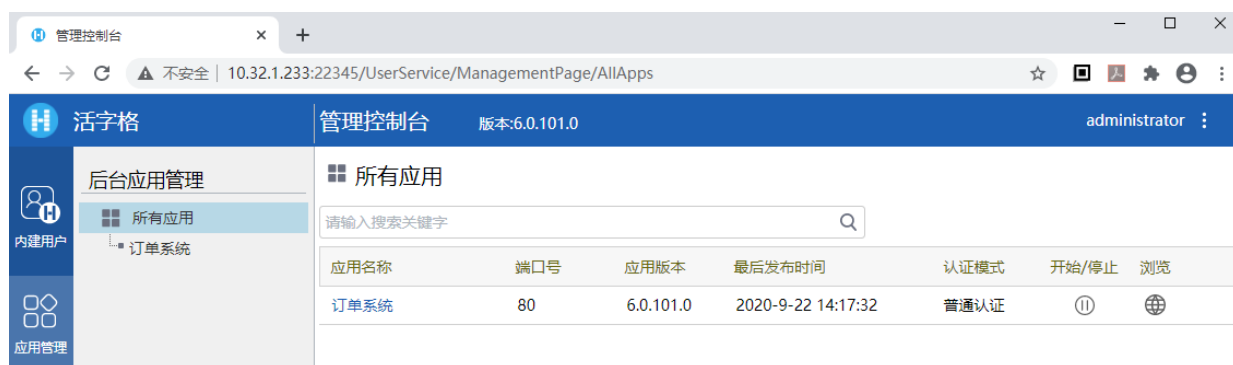 管理控制台
不安全 | 10.32.1.233:22345/UserService/ManagementPage/AllApps
活字格
管理控制台 版本:6.0.101.0
administrator
内建用户
应用管理
后台应用管理
所有应用
订单系统
所有应用
请输入搜索关键字
应用名称 端口号 应用版本 最后发布时间 认证模式 开始/停止 浏览
订单系统 80 6.0.101.0 2020-9-22 14:17:32 普通认证